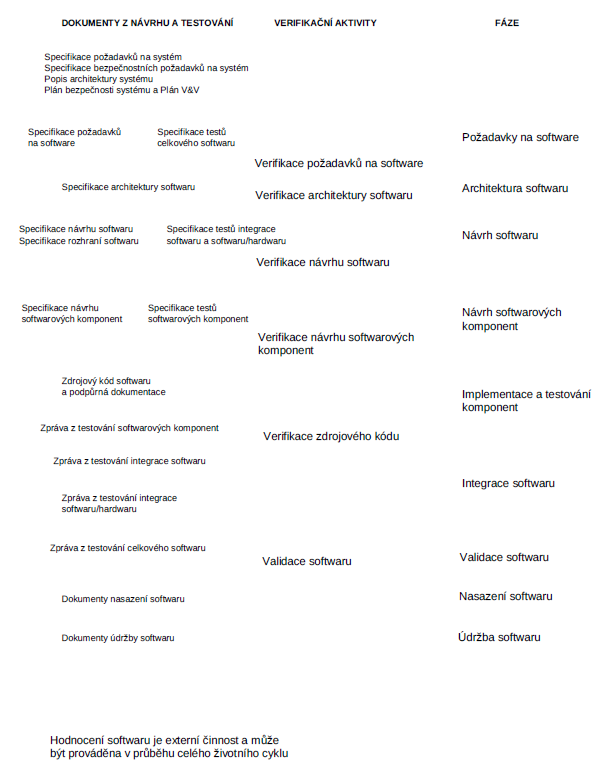 DOKUMENTY Z NÁVRHU A TESTOVÁNÍ VERIFIKAČNÍ AKTIVITY FÁZE
Specifikace požadavků na systém
Specifikace bezpečnostních požadavků na systém
Popis architektury systému
Plán bezpečnosti systému a Plán V&V
Specifikace požadavků
na software
Specifikace testů
celkového softwaru
Požadavky na software
Verifikace požadavků na software
Specifikace architektury softwaru
Verifikace architektury softwaru
Architektura softwaru
Specifikace návrhu softwaru
Specifikace rozhraní softwaru
Specifikace testů integrace
softwaru a softwaru/hardwaru
Návrh softwaru
Verifikace návrhu softwaru
Specifikace návrhu
softwarových komponent
Specifikace testů
softwarových komponent
Návrh softwarových
komponent
Verifikace návrhu softwarových
komponent
Zdrojový kód softwaru
a podpůrná dokumentace
Implementace a testování
komponent
Zpráva z testování softwarových komponent
Verifikace zdrojového kódu
Zpráva z testování integrace softwaru
Integrace softwaru
Zpráva z testování integrace
softwaru/hardwaru
Zpráva z testování celkového softwaru
Validace softwaru
Validace softwaru
Dokumenty nasazení softwaru
Nasazení softwaru
Dokumenty údržby softwaru
Údržba softwaru
Hodnocení softwaru je externí činnost a může
být prováděna v průběhu celého životního cyklu